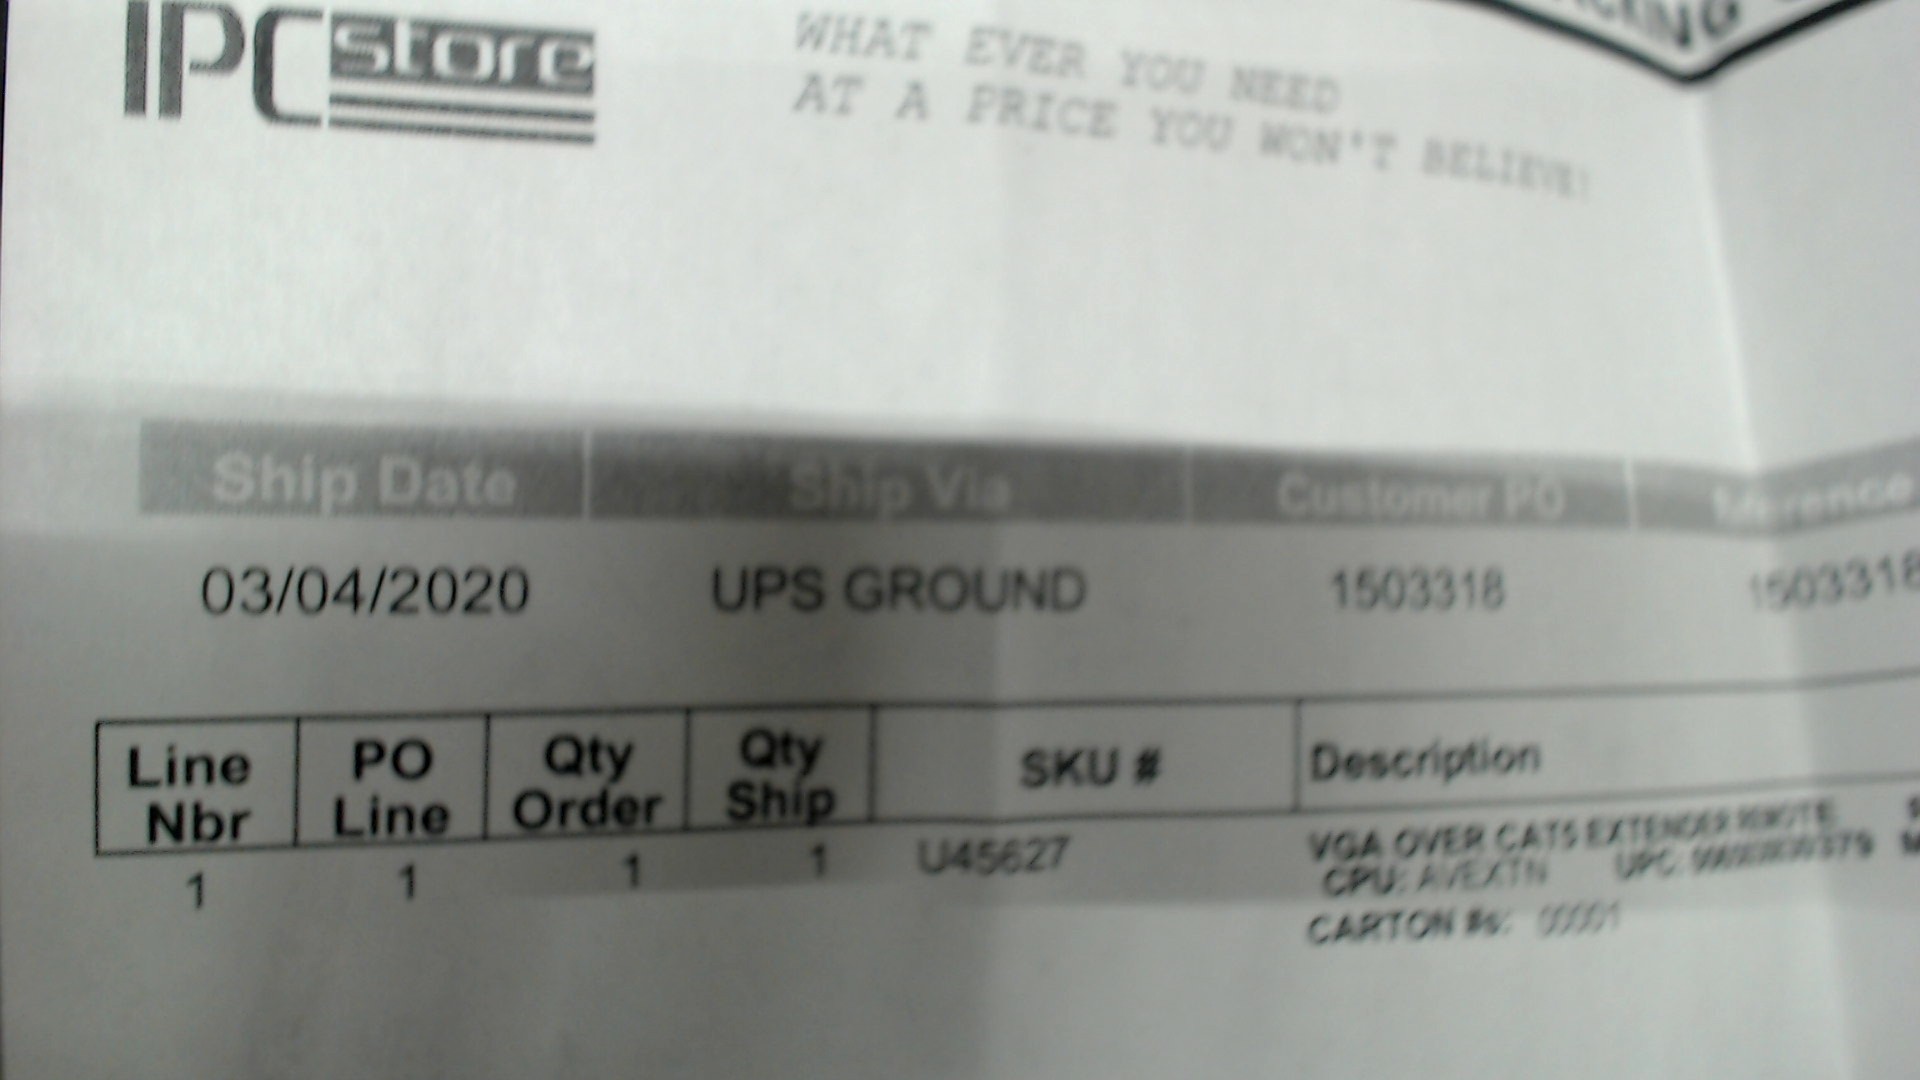 IPC store
WHAT EVER YOU NEED
AT A PRICE YOU WON'T BELIEVE!
Ship Date Ship Via Customer PO
03/04/2020 UPS GROUND 1503318 1503318
Line Nbr PO Line Qty Order Qty Ship SKU # Description
1 1 1 1 U45627 VGA OVER CAT5 EXTENDER REMOTE
CPU: AVEXTN UPC:
CARTON #s: 00001